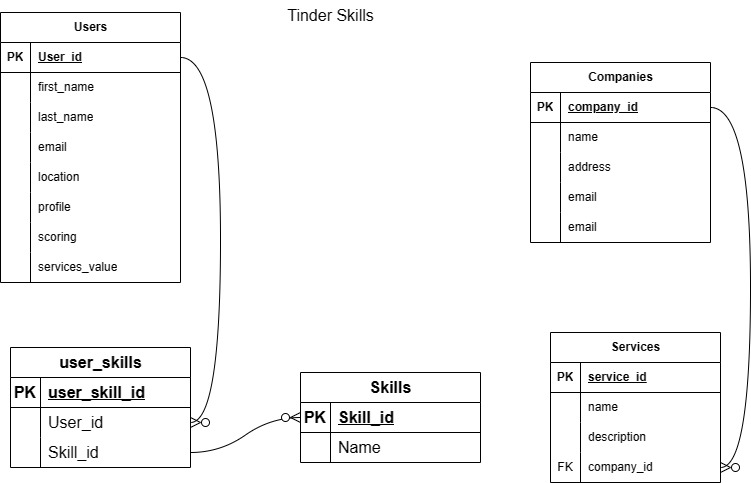 Tinder Skills
Users
PK User_id
first_name
last_name
email
location
profile
scoring
services_value
Companies
PK company_id
name
address
email
email
user_skills
PK user_skill_id
User_id
Skill_id
Skills
PK Skill_id
Name
Services
PK service_id
name
description
FK company_id